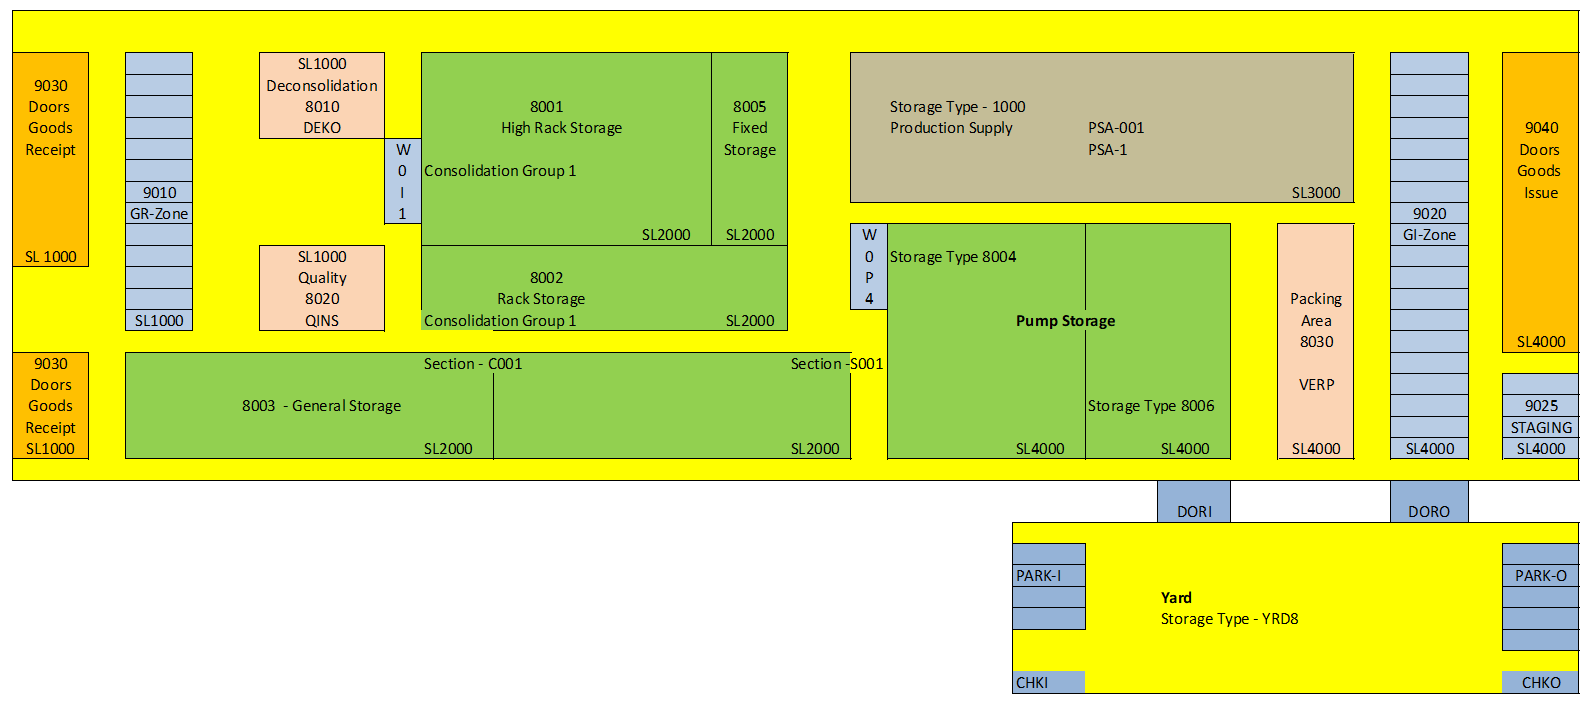 9030
Doors
Goods
Receipt
SL 1000
9010
GR-Zone
SL1000
SL1000
Deconsolidation
8010
DEKO
W
0
I
1
SL1000
Quality
8020
QINS
8001
High Rack Storage
Consolidation Group 1
SL2000
8005
Fixed
Storage
SL2000
8002
Rack Storage
Consolidation Group 1
SL2000
Storage Type - 1000
Production Supply
PSA-001
PSA-1
SL3000
W
0
P
4
Storage Type 8004
Pump Storage
SL4000
Storage Type 8006
SL4000
Packing
Area
8030
VERP
SL4000
9020
GI-Zone
SL4000
9040
Doors
Goods
Issue
SL4000
9025
STAGING
SL4000
9030
Doors
Goods
Receipt
SL1000
Section - C001
8003 - General Storage
SL2000
Section -S001
SL2000
DORI
DORO
PARK-I
Yard
Storage Type - YRD8
PARK-O
CHKI
CHKO